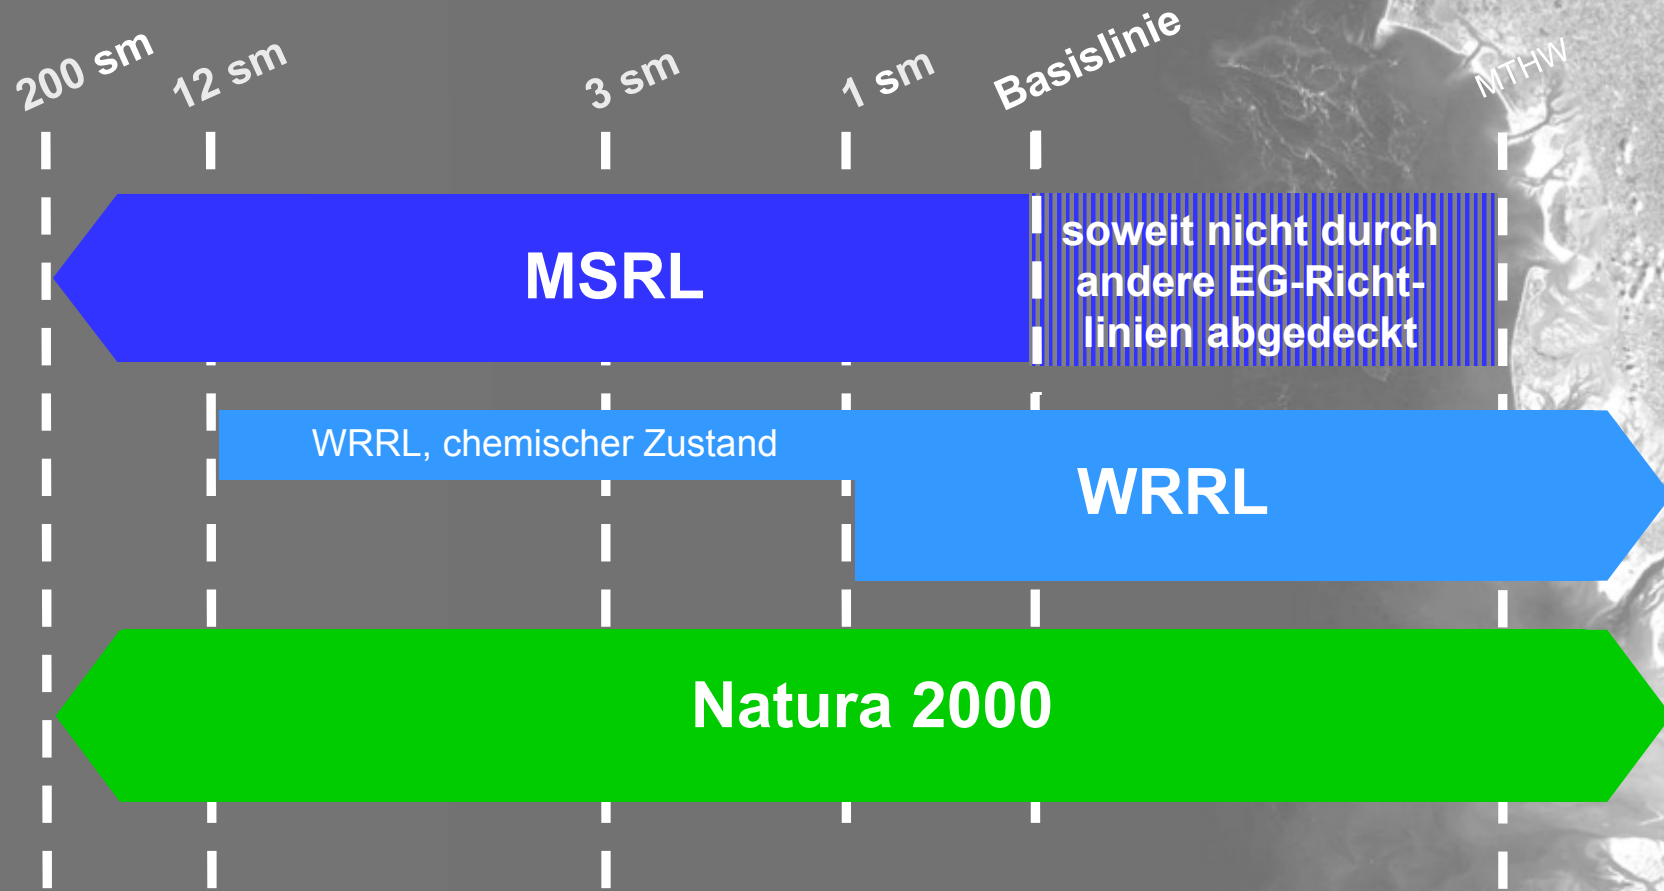 200 sm
12 sm
3 sm
1 sm
Basislinie
MTHW
MSRL
soweit nicht durch
andere EG-Richt-
linien abgedeckt
WRRL, chemischer Zustand
WRRL
Natura 2000